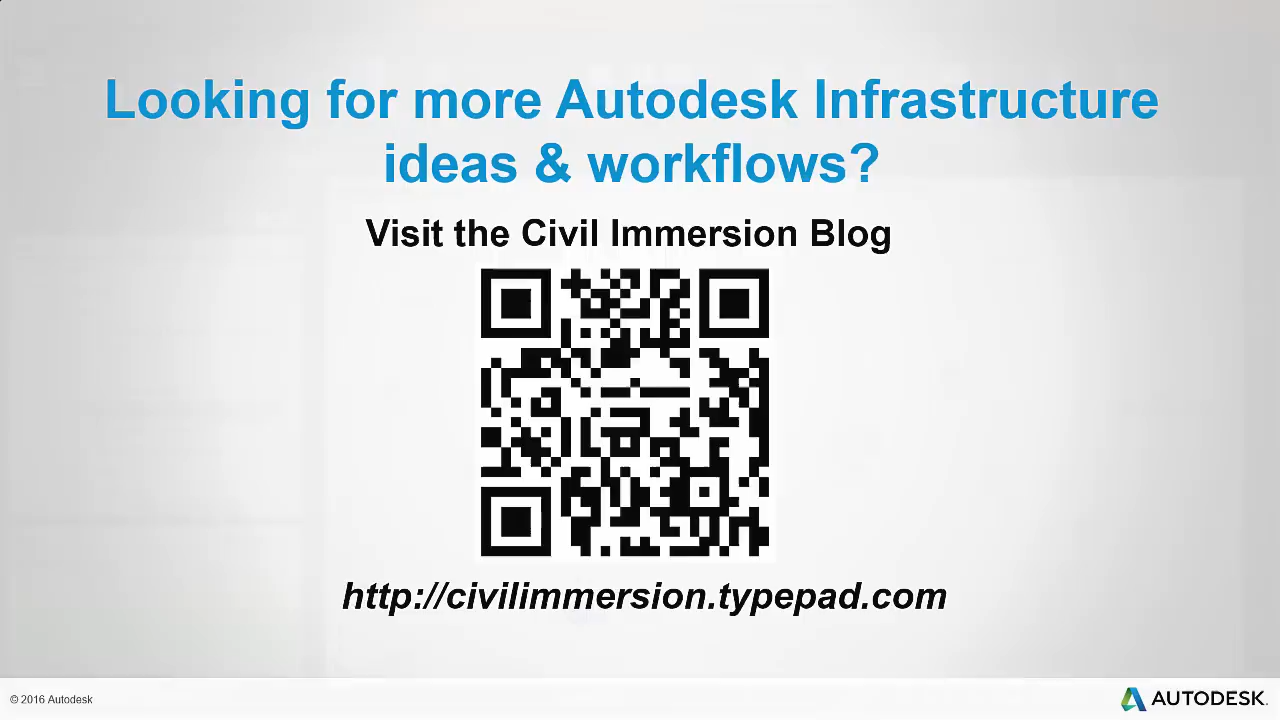 Looking for more Autodesk Infrastructure
ideas & workflows?
Visit the Civil Immersion Blog
http://civilimmersion.typepad.com
© 2016 Autodesk
AUTODESK.